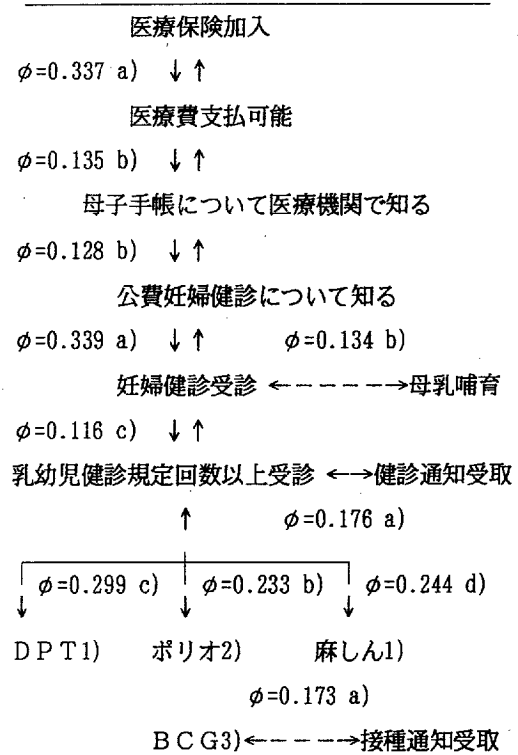 医療保険加入
φ=0.337 a) ↓↑
医療費支払可能
φ=0.135 b) ↓↑
母子手帳について医療機関で知る
φ=0.128 b) ↓↑
公費妊婦健診について知る
φ=0.339 a) ↓↑ φ=0.134 b)
妊婦健診受診 ←-----→母乳哺育
φ=0.116 c) ↓↑
乳幼児健診規定回数以上受診 ←→健診通知受取
↑ φ=0.176 a)
φ=0.299 c) φ=0.233 b) φ=0.244 d)
↓ ↓ ↓
DPT1) ポリオ2) 麻しん1)
φ=0.173 a)
BCG3)←-----→接種通知受取